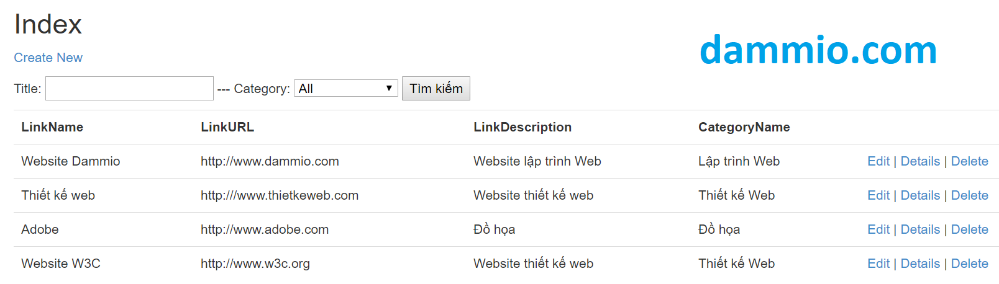 Index
dammio.com
Create New
Title: --- Category: All Tìm kiếm
LinkName LinkURL LinkDescription CategoryName
Website Dammio http://www.dammio.com Website lập trình Web Lập trình Web Edit | Details | Delete
Thiết kế web http:///www.thietkeweb.com Website thiết kế web Thiết kế Web Edit | Details | Delete
Adobe http://www.adobe.com Đồ họa Đồ họa Edit | Details | Delete
Website W3C http://www.w3c.org Website thiết kế web Thiết kế Web Edit | Details | Delete